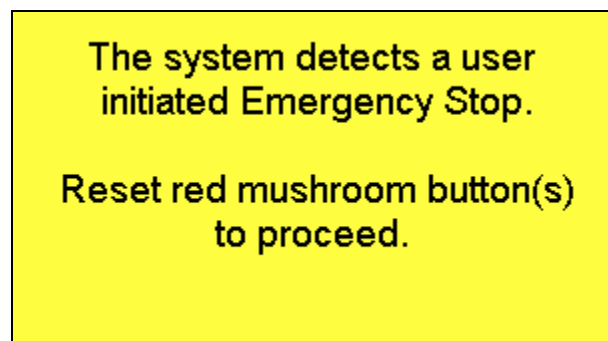 The system detects a user
initiated Emergency Stop.
Reset red mushroom button(s)
to proceed.